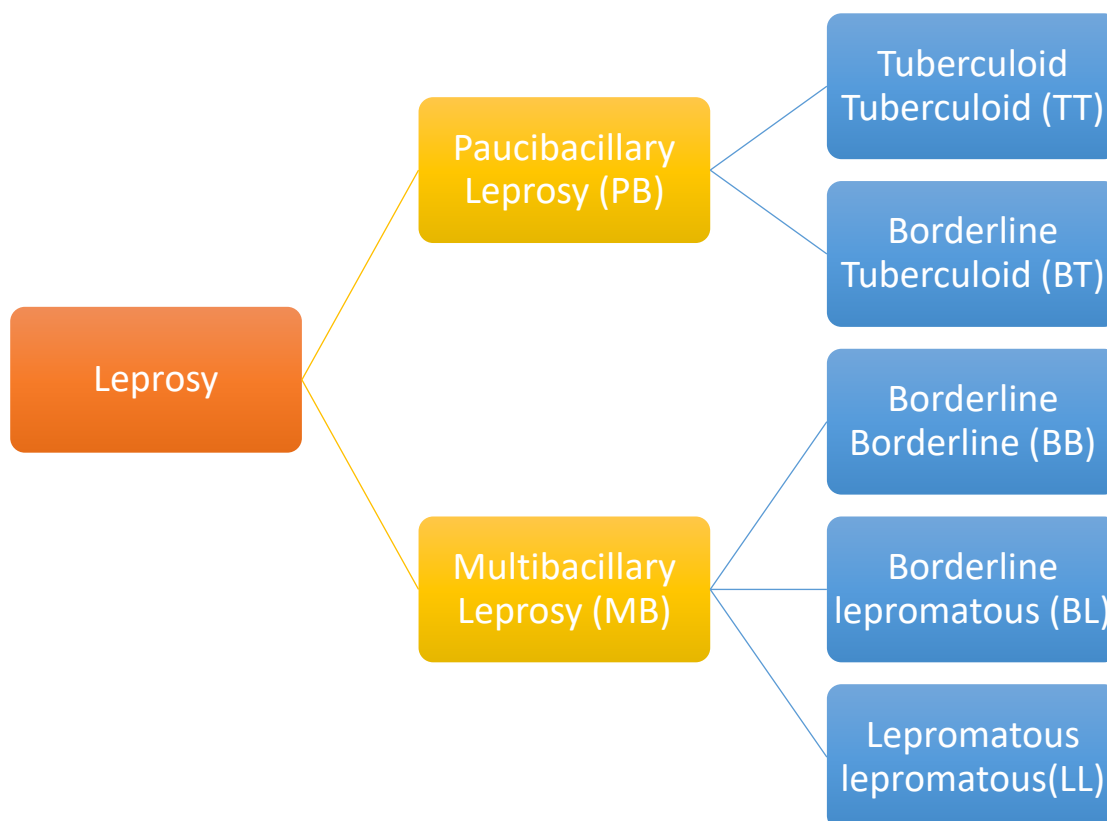 Leprosy
Paucibacillary
Leprosy (PB)
Tuberculoid
Tuberculoid (TT)
Borderline
Tuberculoid (BT)
Multibacillary
Leprosy (MB)
Borderline
Borderline (BB)
Borderline
lepromatous (BL)
Lepromatous
lepromatous(LL)